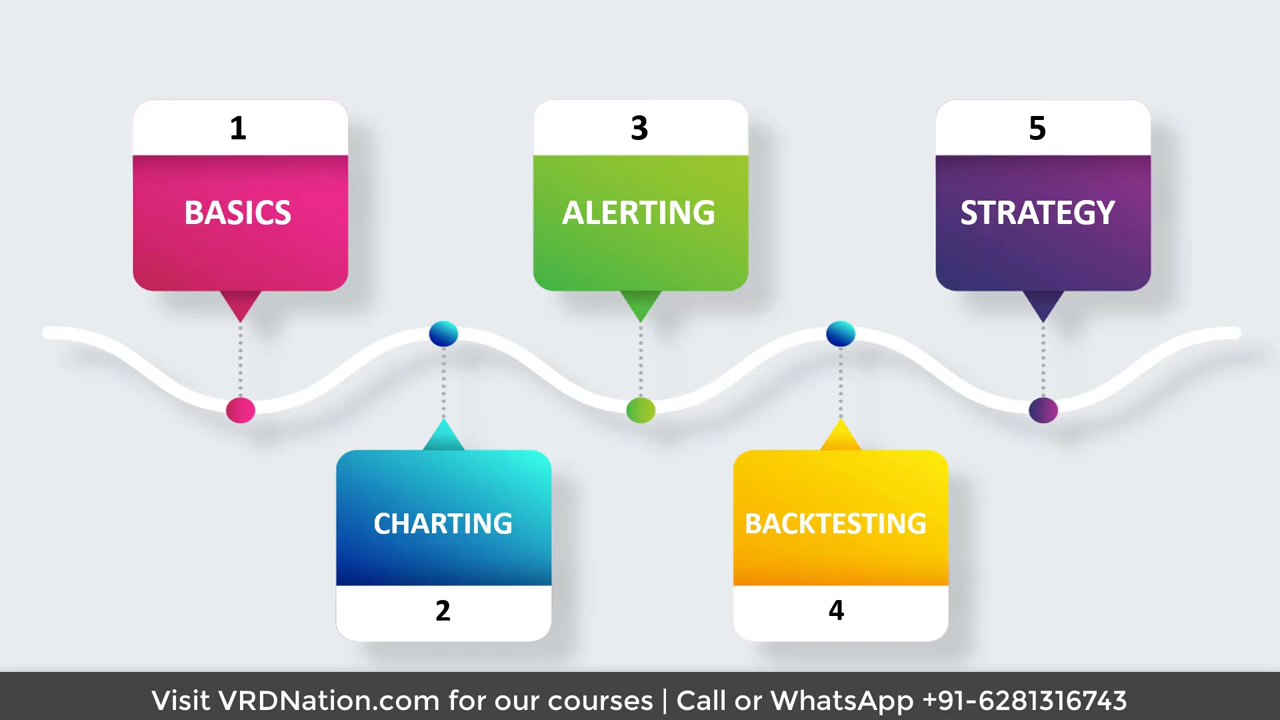 1
BASICS
CHARTING
2
3
ALERTING
BACKTESTING
4
5
STRATEGY
Visit VRDNation.com for our courses | Call or WhatsApp +91-6281316743